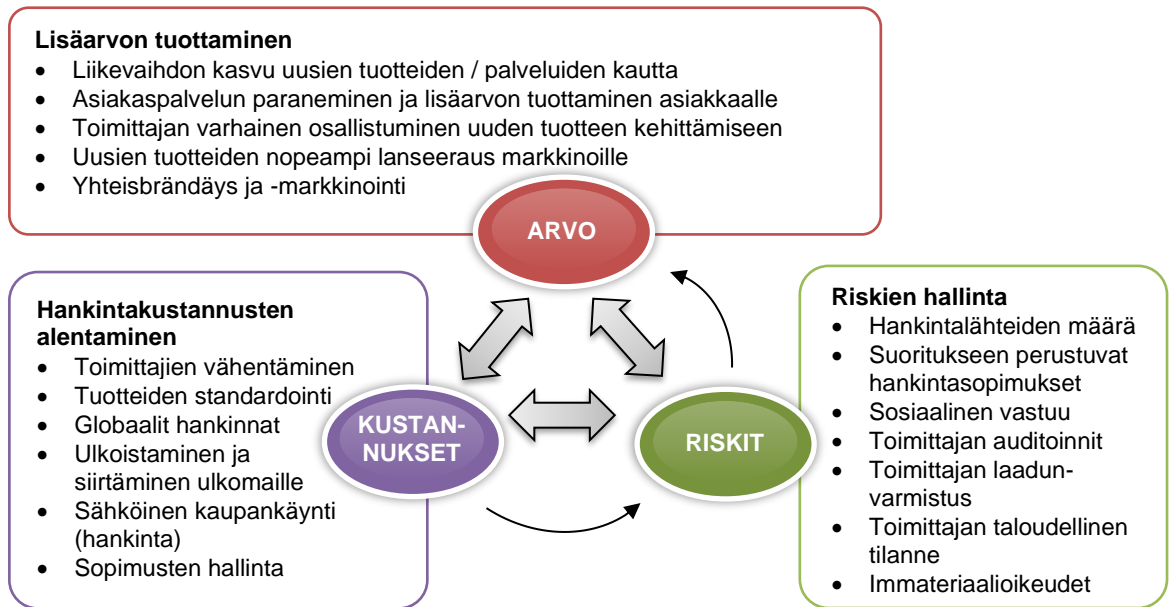 Lisäarvon tuottaminen
• Liikevaihdon kasvu uusien tuotteiden / palveluiden kautta
• Asiakaspalvelun paraneminen ja lisäarvon tuottaminen asiakkaalle
• Toimittajan varhainen osallistuminen uuden tuotteen kehittämiseen
• Uusien tuotteiden nopeampi lanseeraus markkinoille
• Yhteisbrändäys ja -markkinointi
ARVO
Hankintakustannusten
alentaminen
• Toimittajien vähentäminen
• Tuotteiden standardointi
• Globaalit hankinnat
• Ulkoistaminen ja
siirtäminen ulkomaille
• Sähköinen kaupankäynti
(hankinta)
• Sopimusten hallinta
KUSTAN-
NUKSET
RISKIT
Riskien hallinta
• Hankintalähteiden määrä
• Suoritukseen perustuvat
hankintasopimukset
• Sosiaalinen vastuu
• Toimittajan auditoinnit
• Toimittajan laadun-
varmistus
• Toimittajan taloudellinen
tilanne
• Immateriaalioikeudet